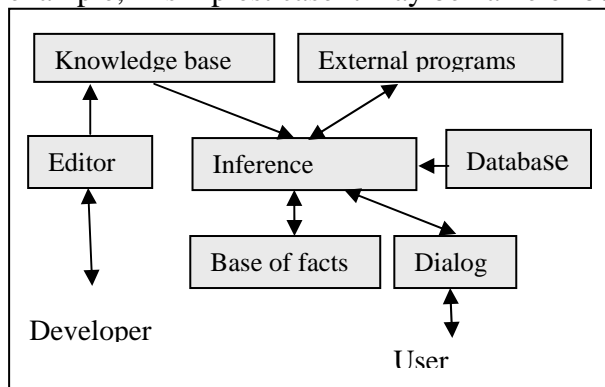 Knowledge base
External programs
Editor
Inference
Database
Base of facts
Dialog
Developer
User